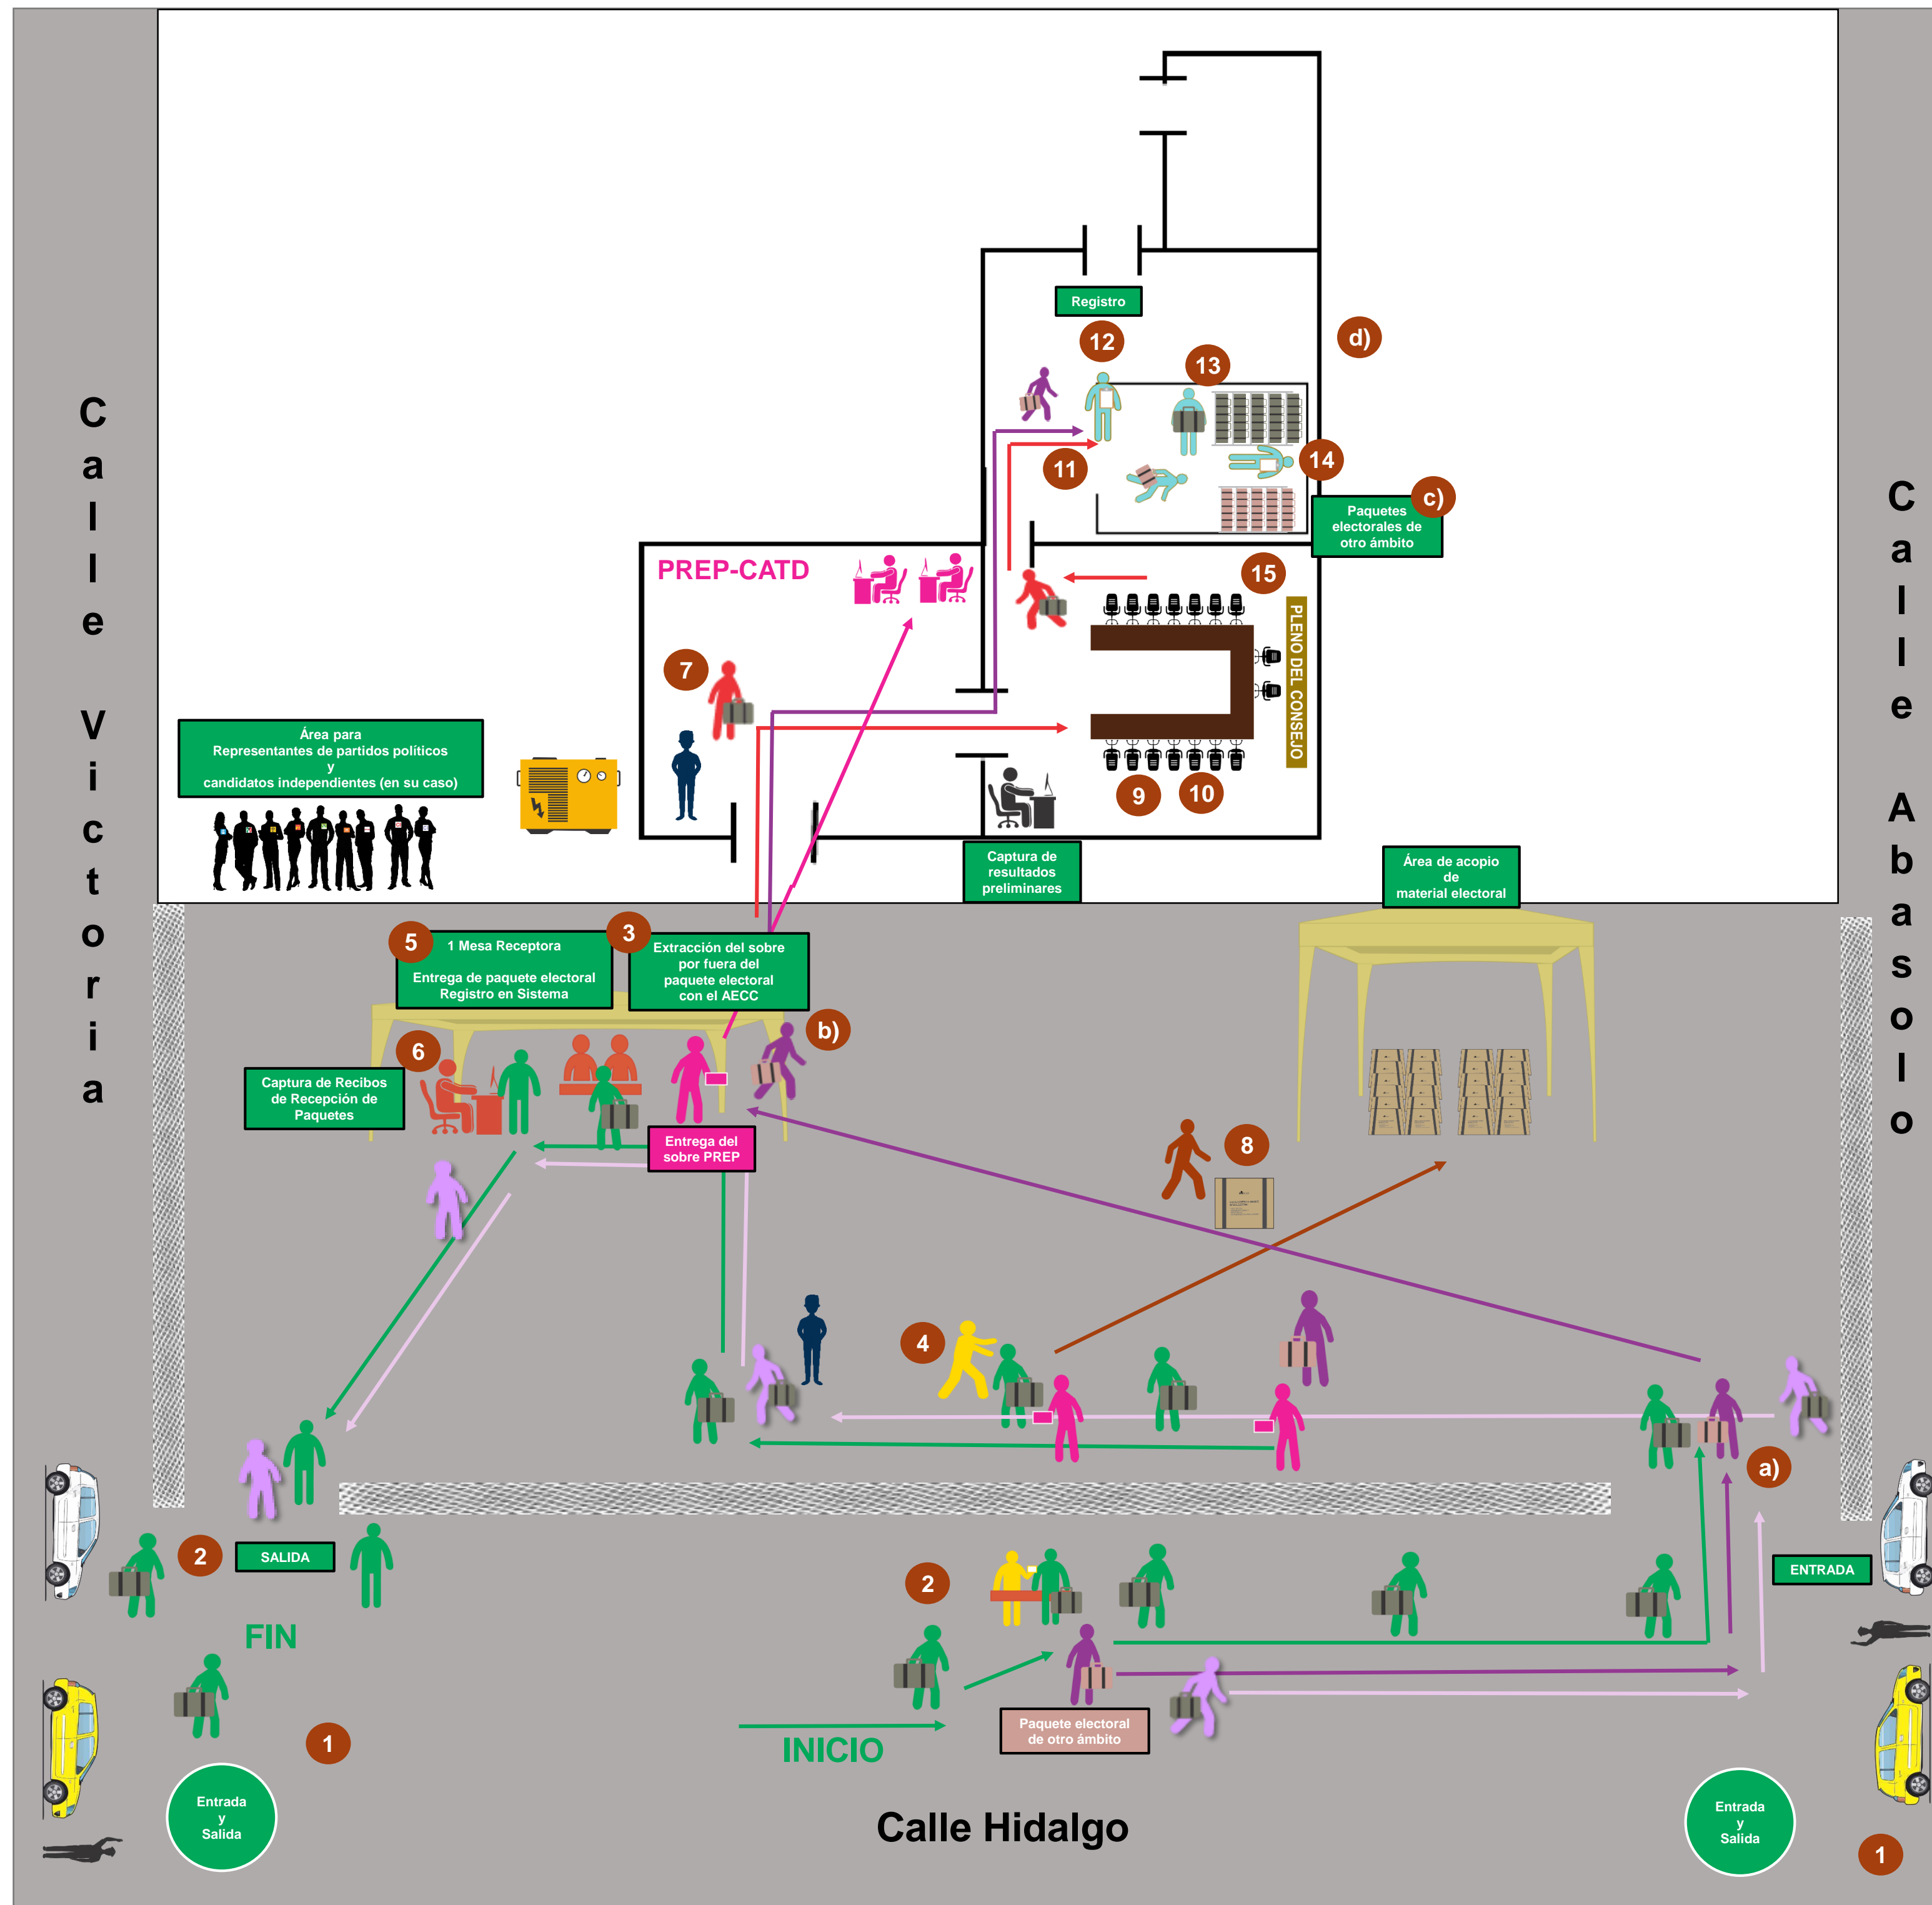 Registro
12
d)
13
11
14
c)
Paquetes
electorales de
otro ámbito
PREP-CATD
15
7
PLENO DEL CONSEJO
9
10
Área para
Representantes de partidos políticos
y
candidatos independientes (en su caso)
Captura de
resultados
preliminares
Área de acopio
de
material electoral
Calle Victoria
Calle Abasolo
5
1 Mesa Receptora
Entrega de paquete electoral
Registro en Sistema
3
Extracción del sobre
por fuera del
paquete electoral
con el AECC
b)
6
Captura de Recibos
de Recepción de
Paquetes
Entrega del
sobre PREP
8
4
a)
2
SALIDA
2
ENTRADA
FIN
1
INICIO
Paquete electoral
de otro ámbito
Entrada
y
Salida
Calle Hidalgo
Entrada
y
Salida
1